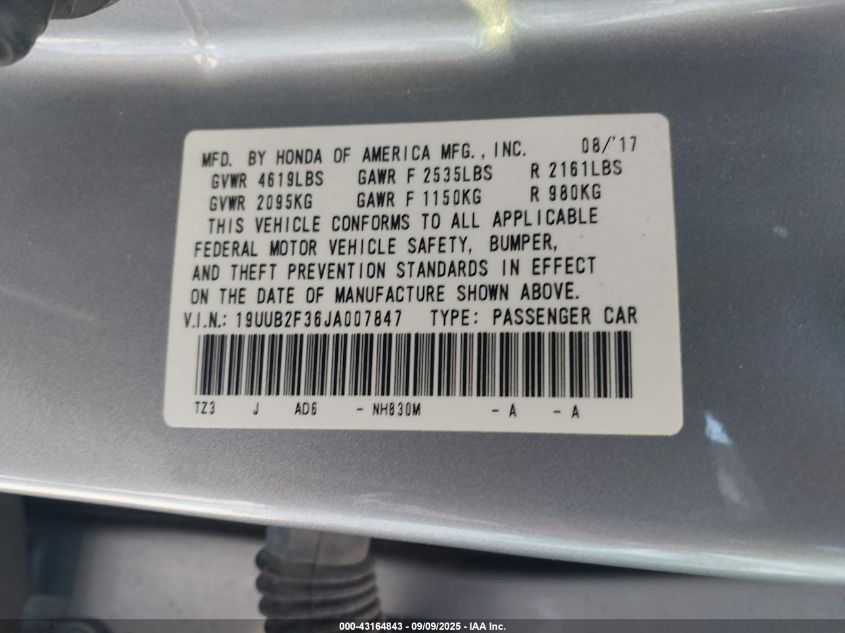 MFD. BY HONDA OF AMERICA MFG., INC. 08/'17
GVWR 4619LBS GAWR F 2535LBS R 2161LBS
GVWR 2095KG GAWR F 1150KG R 980KG
THIS VEHICLE CONFORMS TO ALL APPLICABLE
FEDERAL MOTOR VEHICLE SAFETY, BUMPER,
AND THEFT PREVENTION STANDARDS IN EFFECT
ON THE DATE OF MANUFACTURE SHOWN ABOVE.
V.I.N.: 19UUB2F36JA007847 TYPE: PASSENGER CAR
TZ3 J AD6 - NH830M - A - A
000-43164843 - 09/09/2025 - IAA Inc.